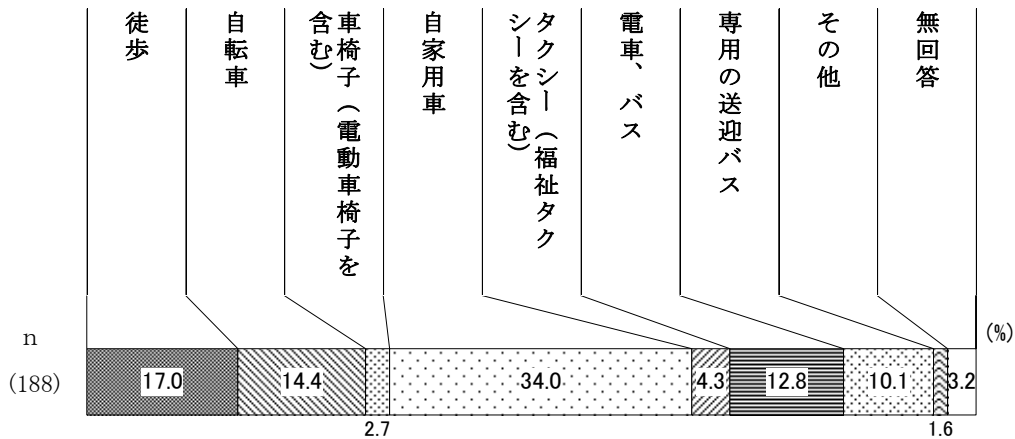 徒歩
自転車
車椅子（電動車椅子を
含む）
自家用車
タクシー（福祉タク
シーを含む）
電車、バス
専用の送迎バス
その他
無回答
(%)
n
(188)
17.0
14.4
2.7
34.0
4.3
12.8
10.1
1.6
3.2